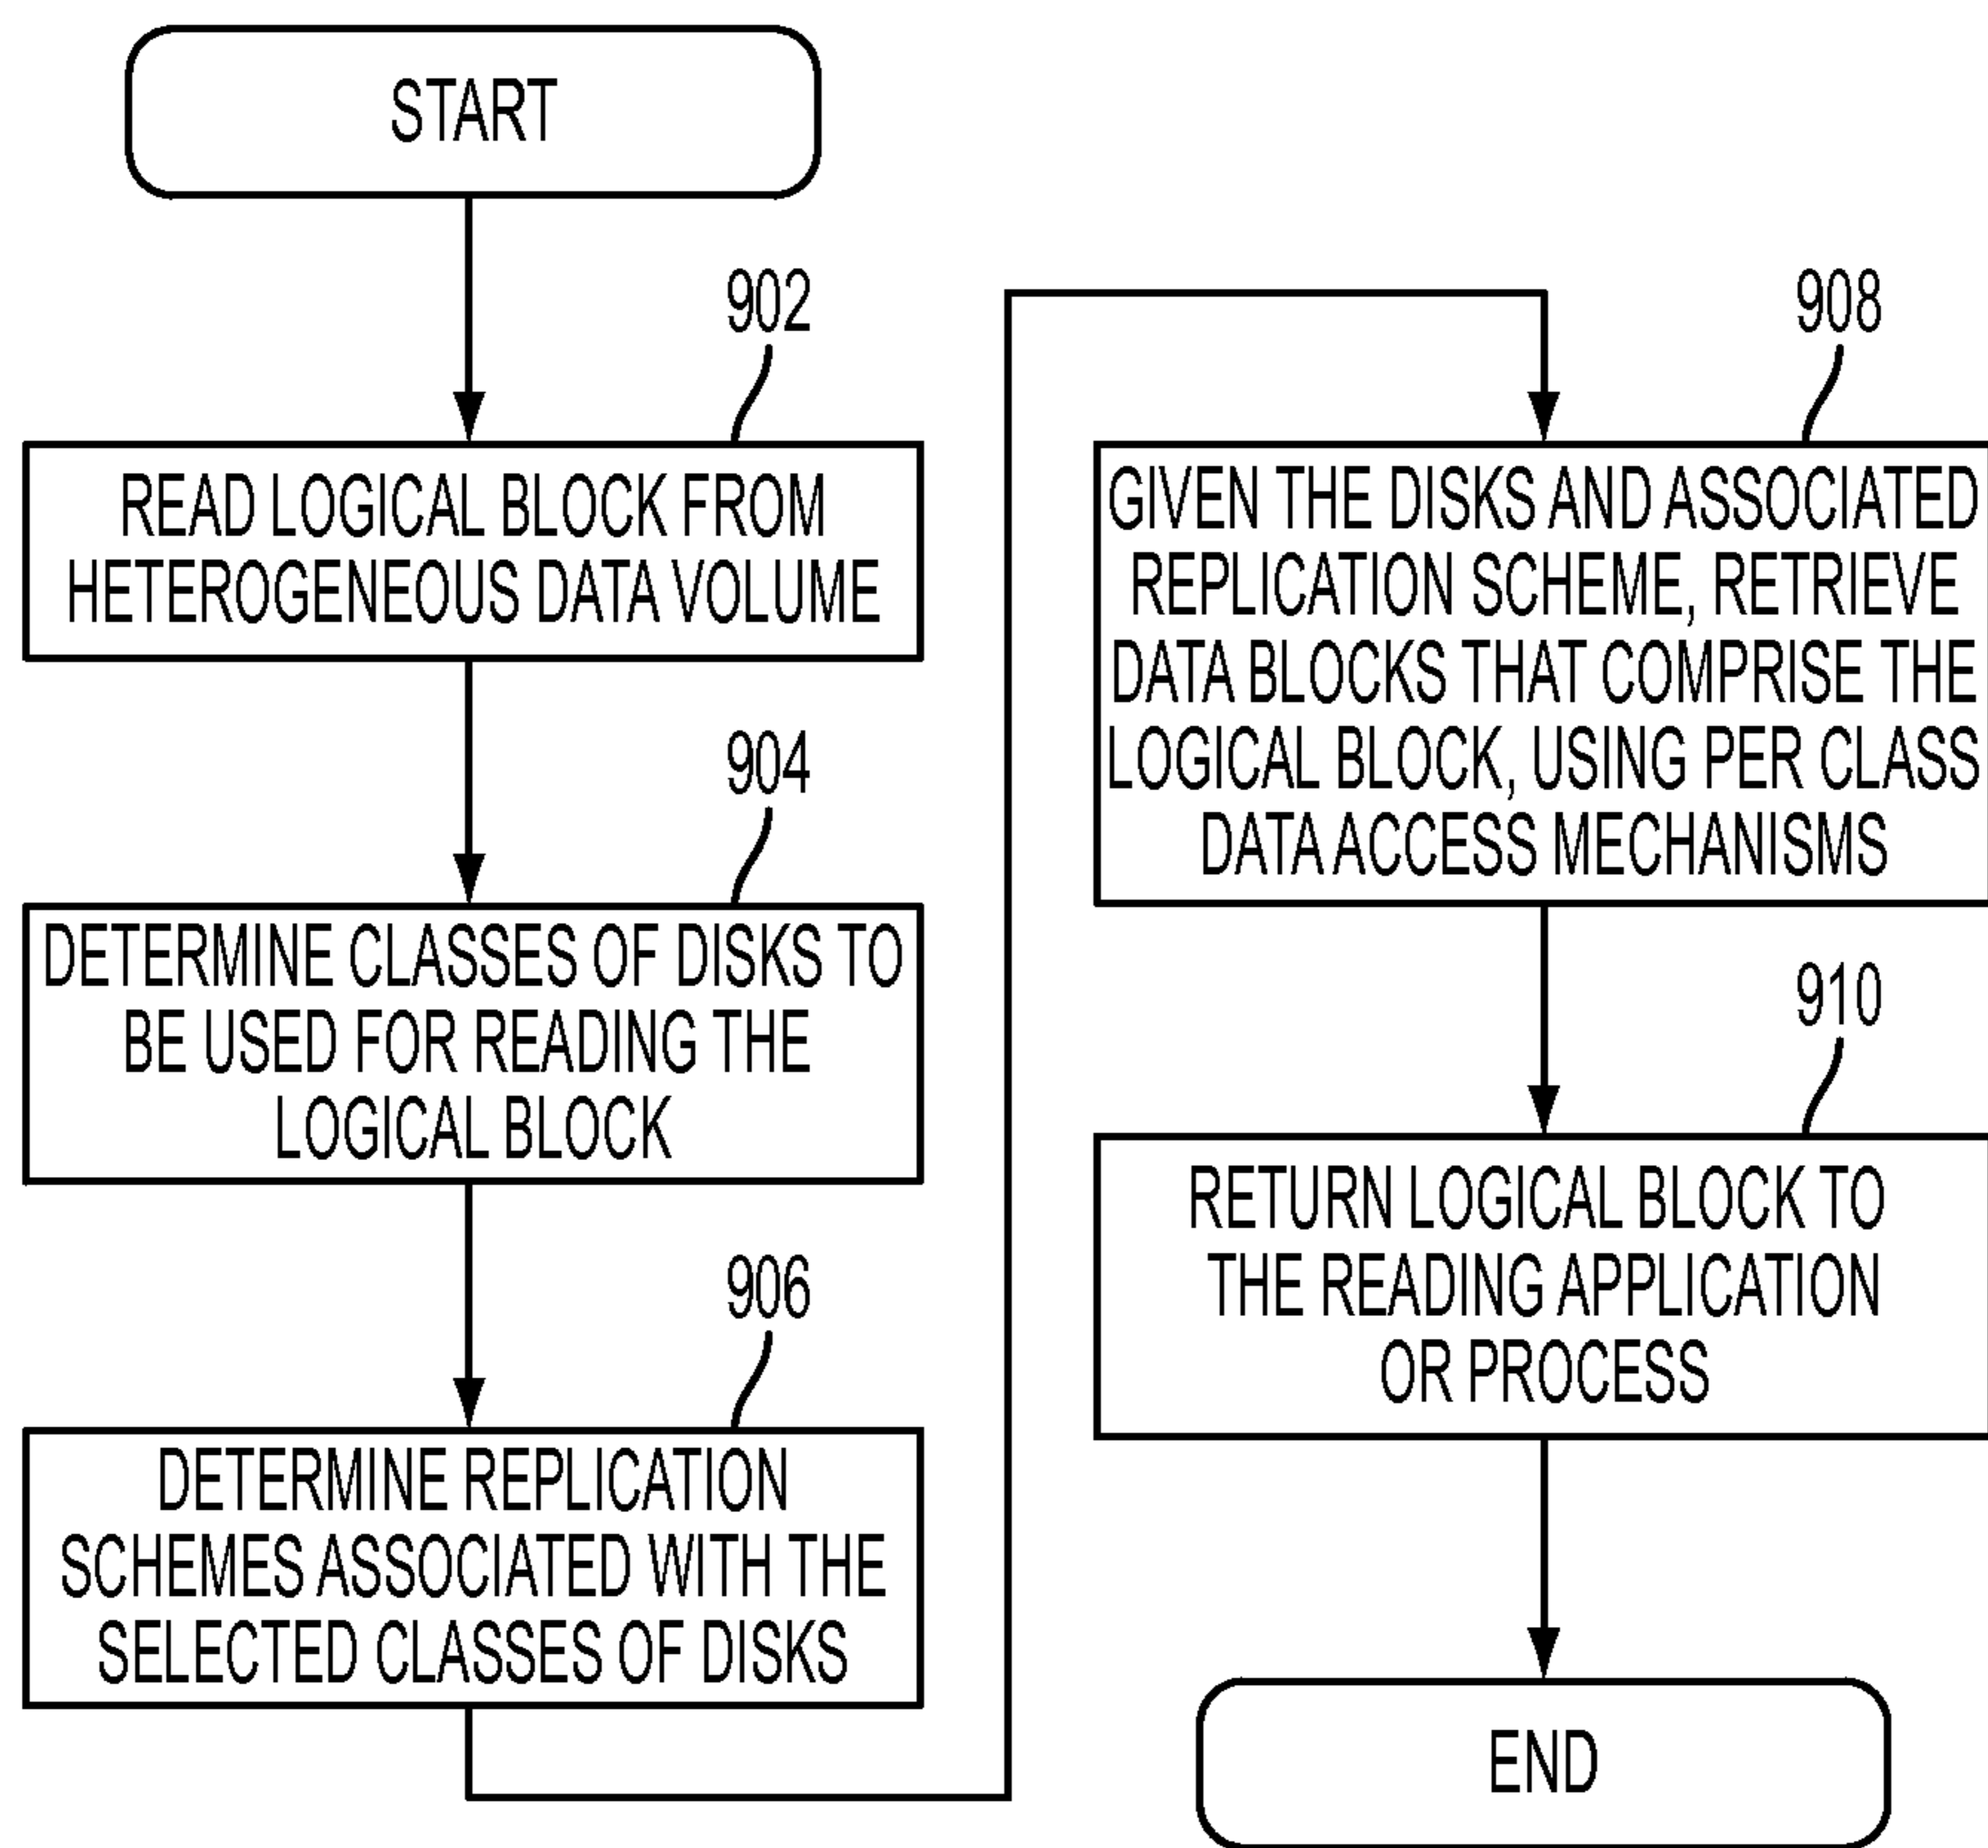 START
902
READ LOGICAL BLOCK FROM
HETEROGENEOUS DATA VOLUME
904
DETERMINE CLASSES OF DISKS TO
BE USED FOR READING THE
LOGICAL BLOCK
906
DETERMINE REPLICATION
SCHEMES ASSOCIATED WITH THE
SELECTED CLASSES OF DISKS
908
GIVEN THE DISKS AND ASSOCIATED
REPLICATION SCHEME, RETRIEVE
DATA BLOCKS THAT COMPRISE THE
LOGICAL BLOCK, USING PER CLASS
DATA ACCESS MECHANISMS
910
RETURN LOGICAL BLOCK TO
THE READING APPLICATION
OR PROCESS
END